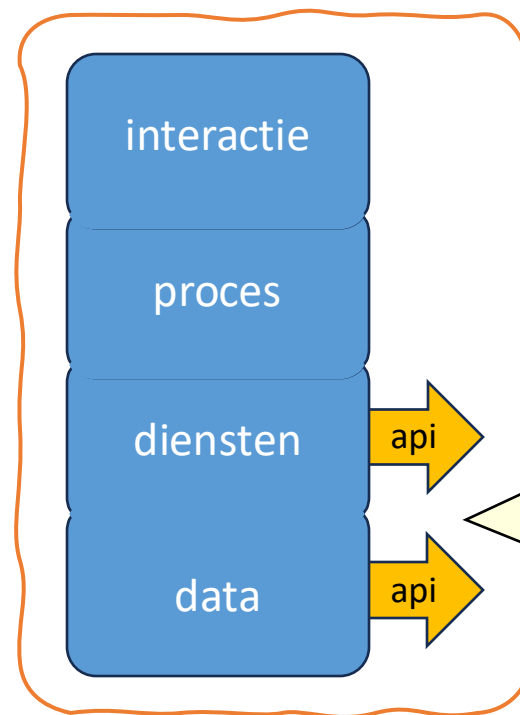 interactie
proces
diensten
api
data
api